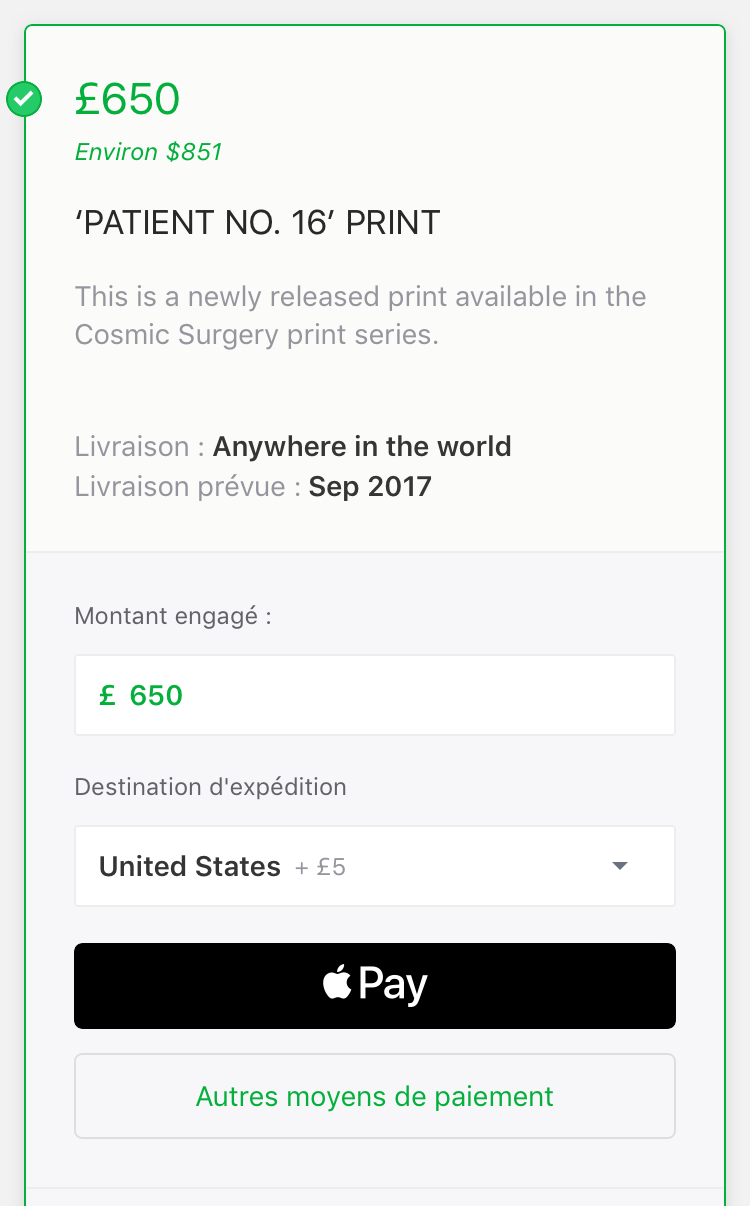 £650
Environ $851
‘PATIENT NO. 16’ PRINT
This is a newly released print available in the
Cosmic Surgery print series.
Livraison : Anywhere in the world
Livraison prévue : Sep 2017
Montant engagé :
£ 650
Destination d'expédition
United States + £5
Pay
Autres moyens de paiement